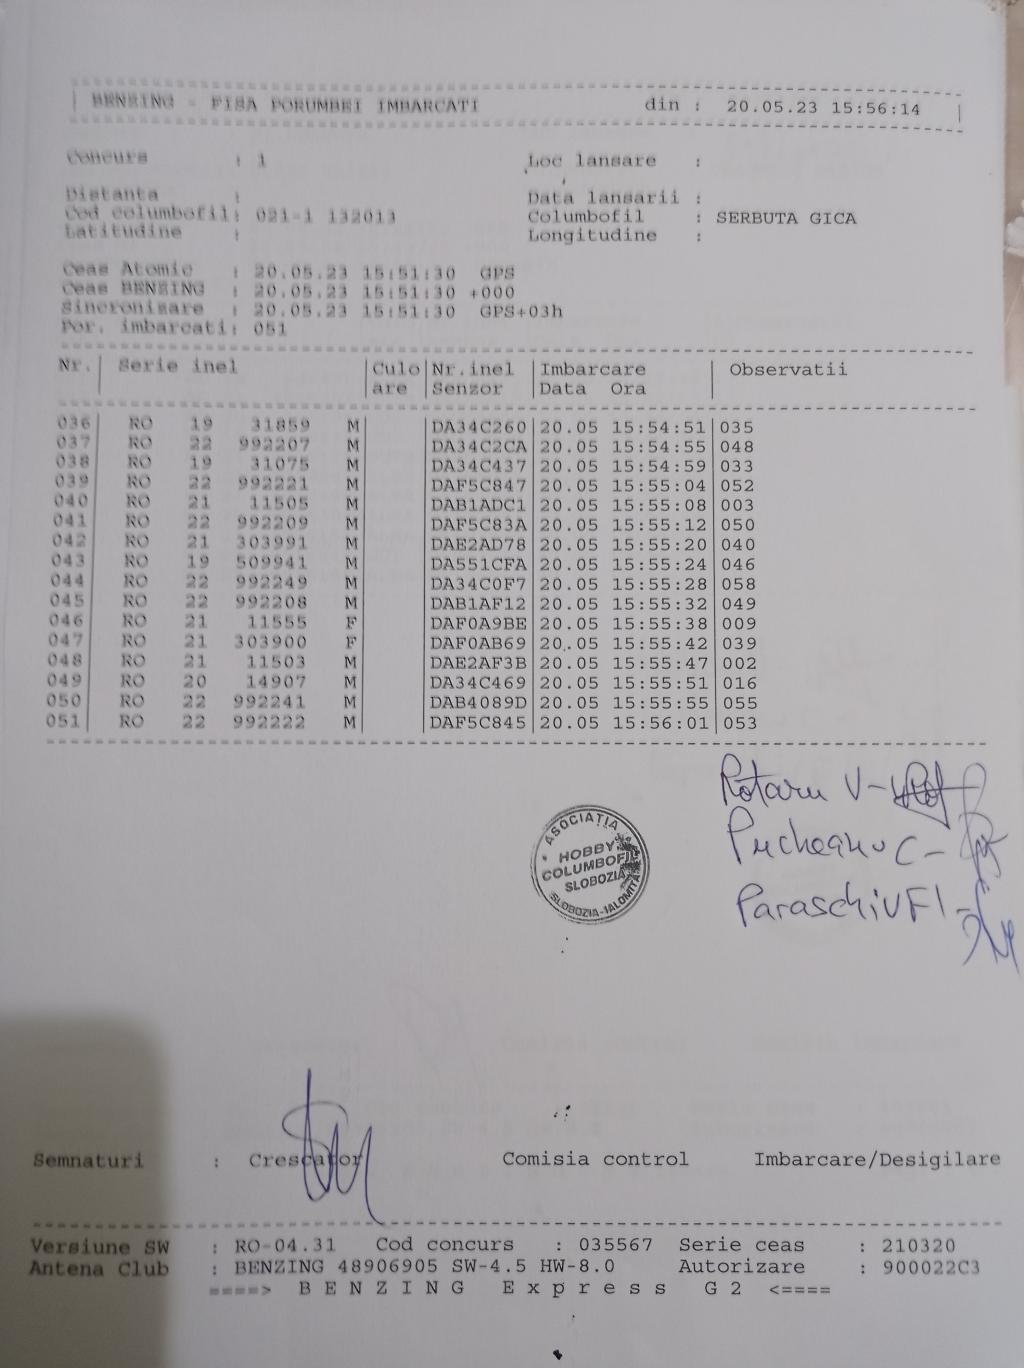 BENZING - FISA PORUMBEI IMBARCATI din : 20.05.23 15:56:14
Concurs : 1 Loc lansare :
Distanta : Data lansarii :
Cod columbofil: 021-1 132013 Columbofil : SERBUTA GICA
Latitudine : Longitudine :
Ceas Atomic : 20.05.23 15:51:30 GPS
Ceas BENZING : 20.05.23 15:51:30 +000
Sincronizare : 20.05.23 15:51:30 GPS+03h
Por. imbarcati: 051
Nr. Serie inel Culo Nr.inel Imbarcare Observatii
are Senzor Data Ora
036 RO 19 31859 M DA34C260 20.05 15:54:51 035
037 RO 22 992207 M DA34C2CA 20.05 15:54:55 048
038 RO 19 31075 M DA34C437 20.05 15:54:59 033
039 RO 22 992221 M DAF5C847 20.05 15:55:04 052
040 RO 21 11505 M DAB1ADC1 20.05 15:55:08 003
041 RO 22 992209 M DAF5C83A 20.05 15:55:12 050
042 RO 21 303991 M DAE2AD78 20.05 15:55:20 040
043 RO 19 509941 M DA551CFA 20.05 15:55:24 046
044 RO 22 992249 M DA34C0F7 20.05 15:55:28 058
045 RO 22 992208 M DAB1AF12 20.05 15:55:32 049
046 RO 21 11555 F DAF0A9BE 20.05 15:55:38 009
047 RO 21 303900 F DAF0AB69 20.05 15:55:42 039
048 RO 21 11503 M DAE2AF3B 20.05 15:55:47 002
049 RO 20 14907 M DA34C469 20.05 15:55:51 016
050 RO 22 992241 M DAB4089D 20.05 15:55:55 055
051 RO 22 992222 M DAF5C845 20.05 15:56:01 053
Rotaru V-
Pucheanu C-
Paraschiv Fl-
ASOCIAȚIA
HOBBY
COLUMBOFIL
SLOBOZIA
SLOBOZIA-IALOMIȚA
Semnaturi : Crescator Comisia control Imbarcare/Desigilare
Versiune SW : RO-04.31 Cod concurs : 035567 Serie ceas : 210320
Antena Club : BENZING 48906905 SW-4.5 HW-8.0 Autorizare : 900022C3
====> B E N Z I N G E x p r e s s G 2 <====